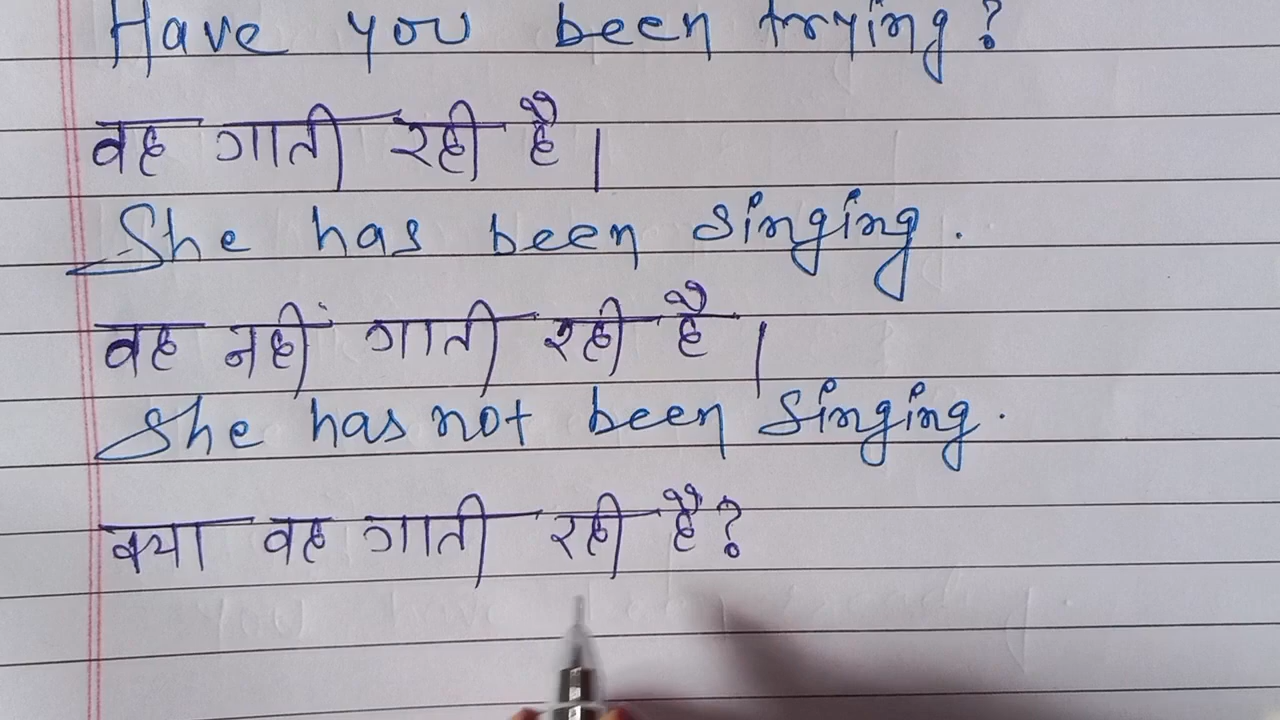 Have you been trying?
वह गाती रही है।
She has been singing.
वह नहीं गाती रही है।
She has not been singing.
क्या वह गाती रही है?